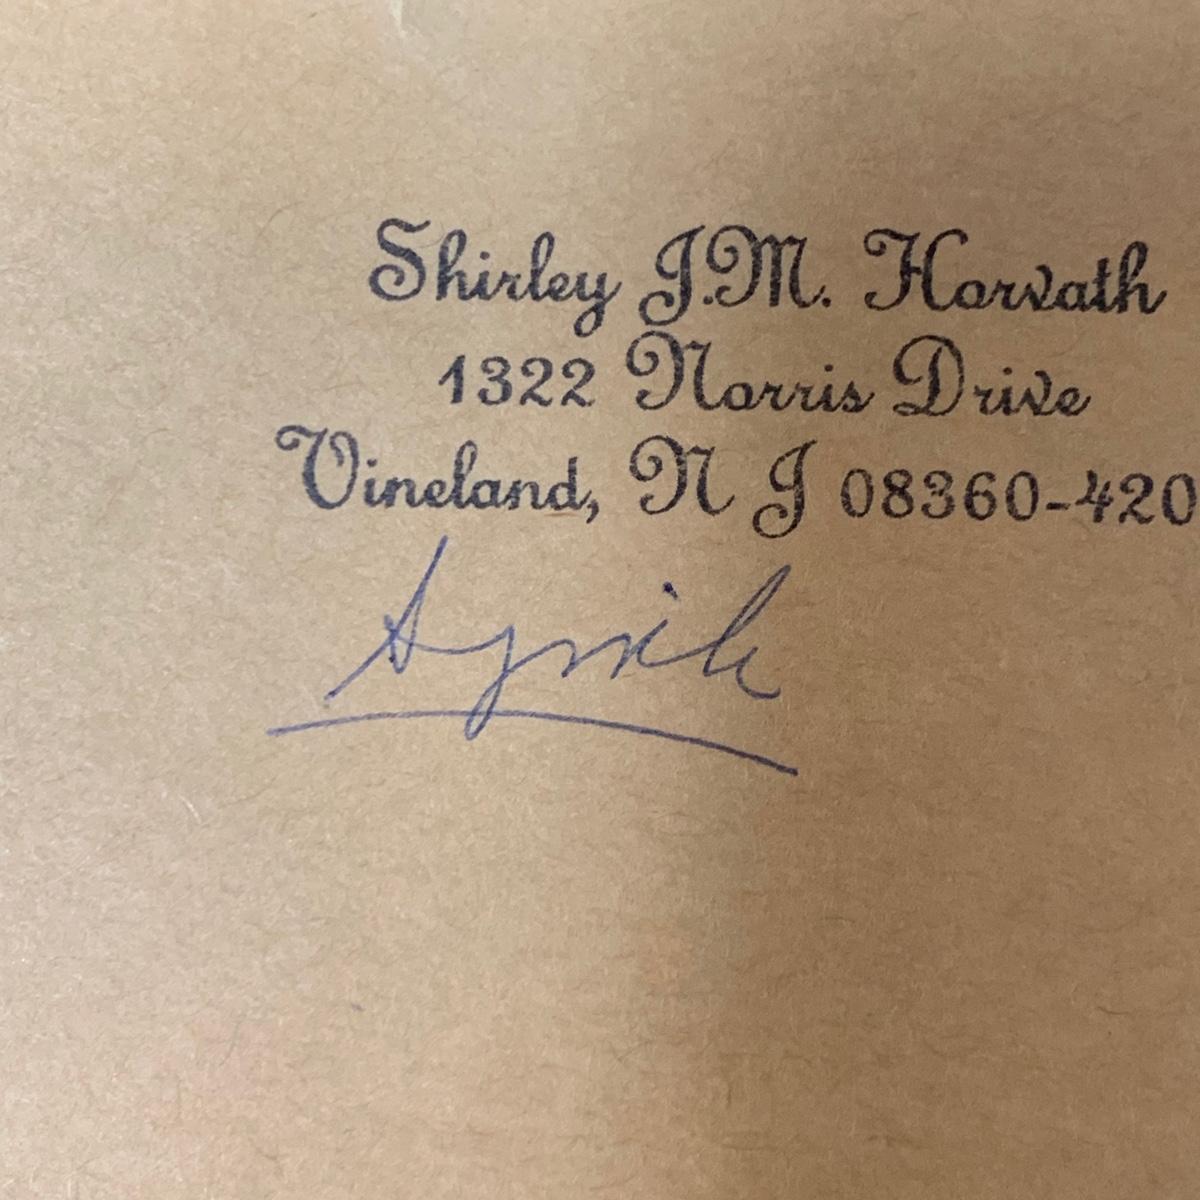 Shirley J.M. Horvath
1322 Norris Drive
Vineland, N J 08360-420